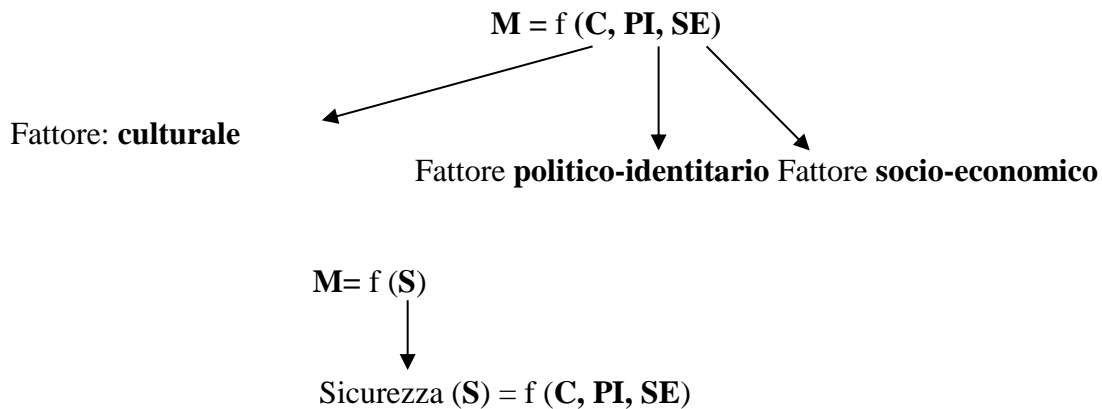 M = f (C, PI, SE)
Fattore: culturale
Fattore politico-identitario Fattore socio-economico
M= f (S)
Sicurezza (S) = f (C, PI, SE)